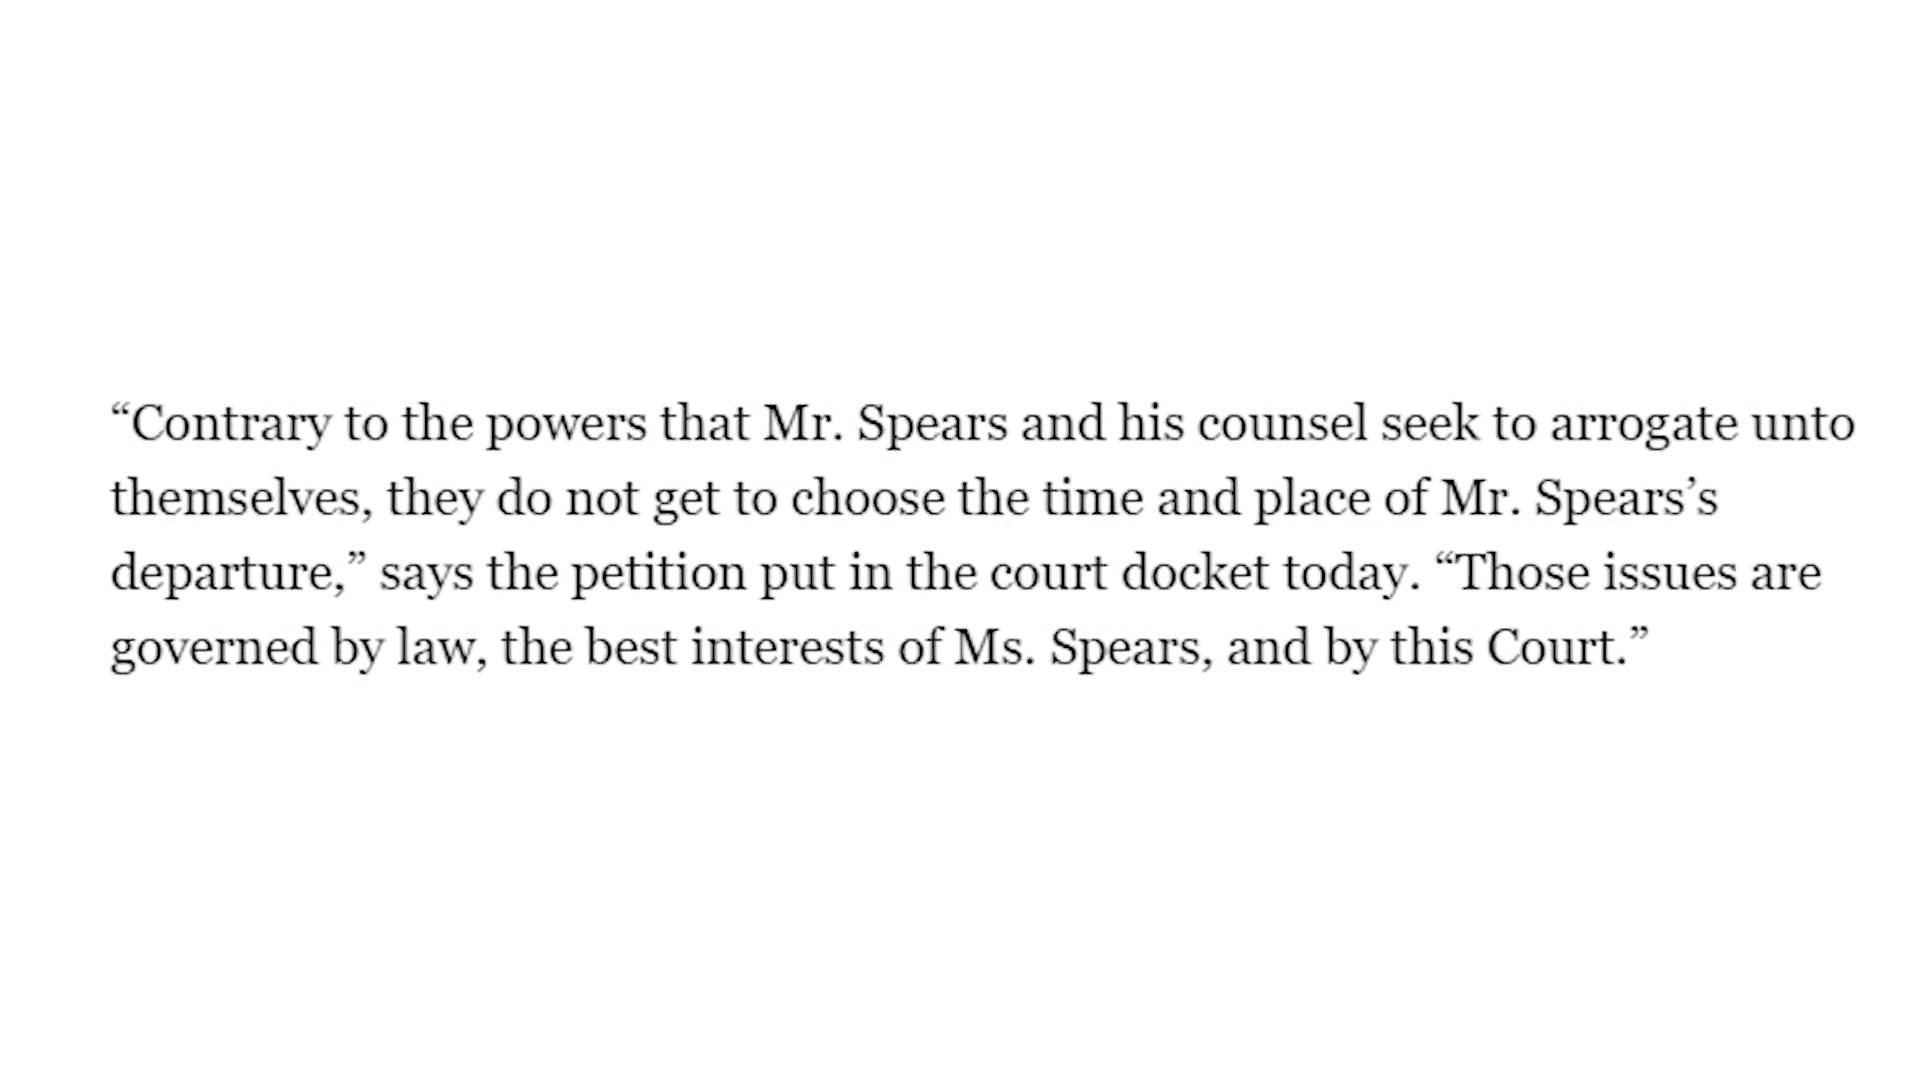 “Contrary to the powers that Mr. Spears and his counsel seek to arrogate unto
themselves, they do not get to choose the time and place of Mr. Spears’s
departure,” says the petition put in the court docket today. “Those issues are
governed by law, the best interests of Ms. Spears, and by this Court.”